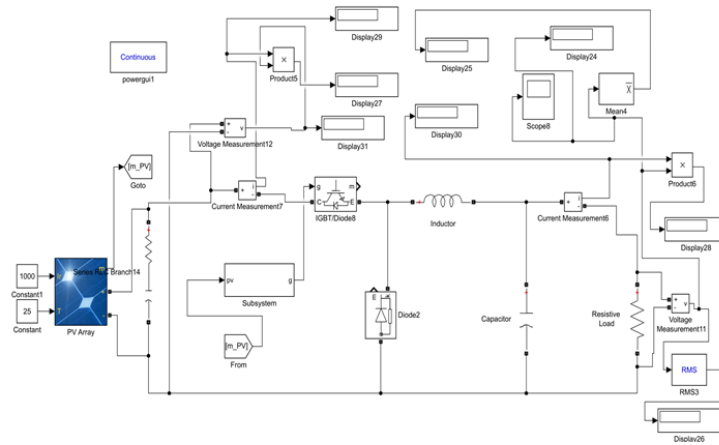 Display29
Display25
Display24
Continuous
powergui1
Product5
Display27
Scope8
Mean4
Display30
Display31
Voltage Measurement12
[m_PV]
Goto
Current Measurement7
g
m
C
E
IGBT/Diode8
Inductor
Current Measurement6
Product6
Display28
1000
Constant1
25
Constant
Ir
T
Series RLC Branch14
PV Array
pv
g
Subsystem
[m_PV]
From
E
Diode2
Capacitor
Resistive
Load
Voltage
Measurement11
RMS
RMS3
Display26